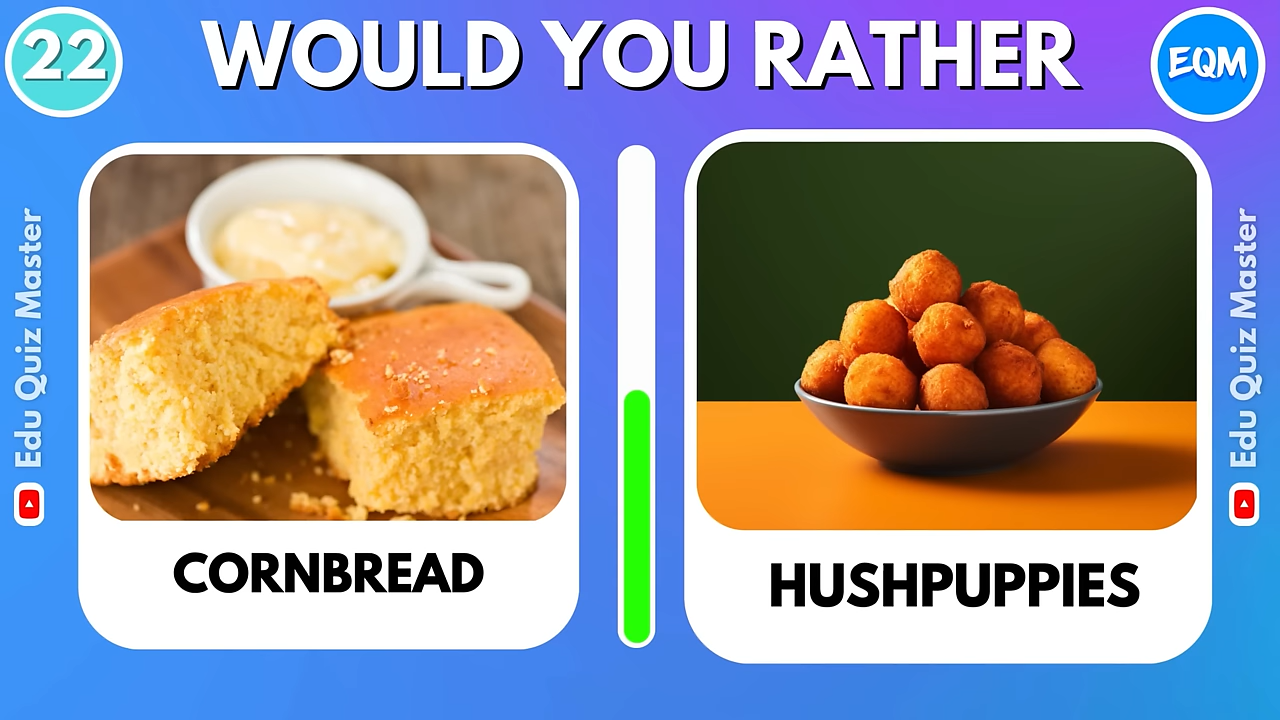 22
WOULD YOU RATHER
EQM
Edu Quiz Master
CORNBREAD
HUSHPUPPIES
Edu Quiz Master